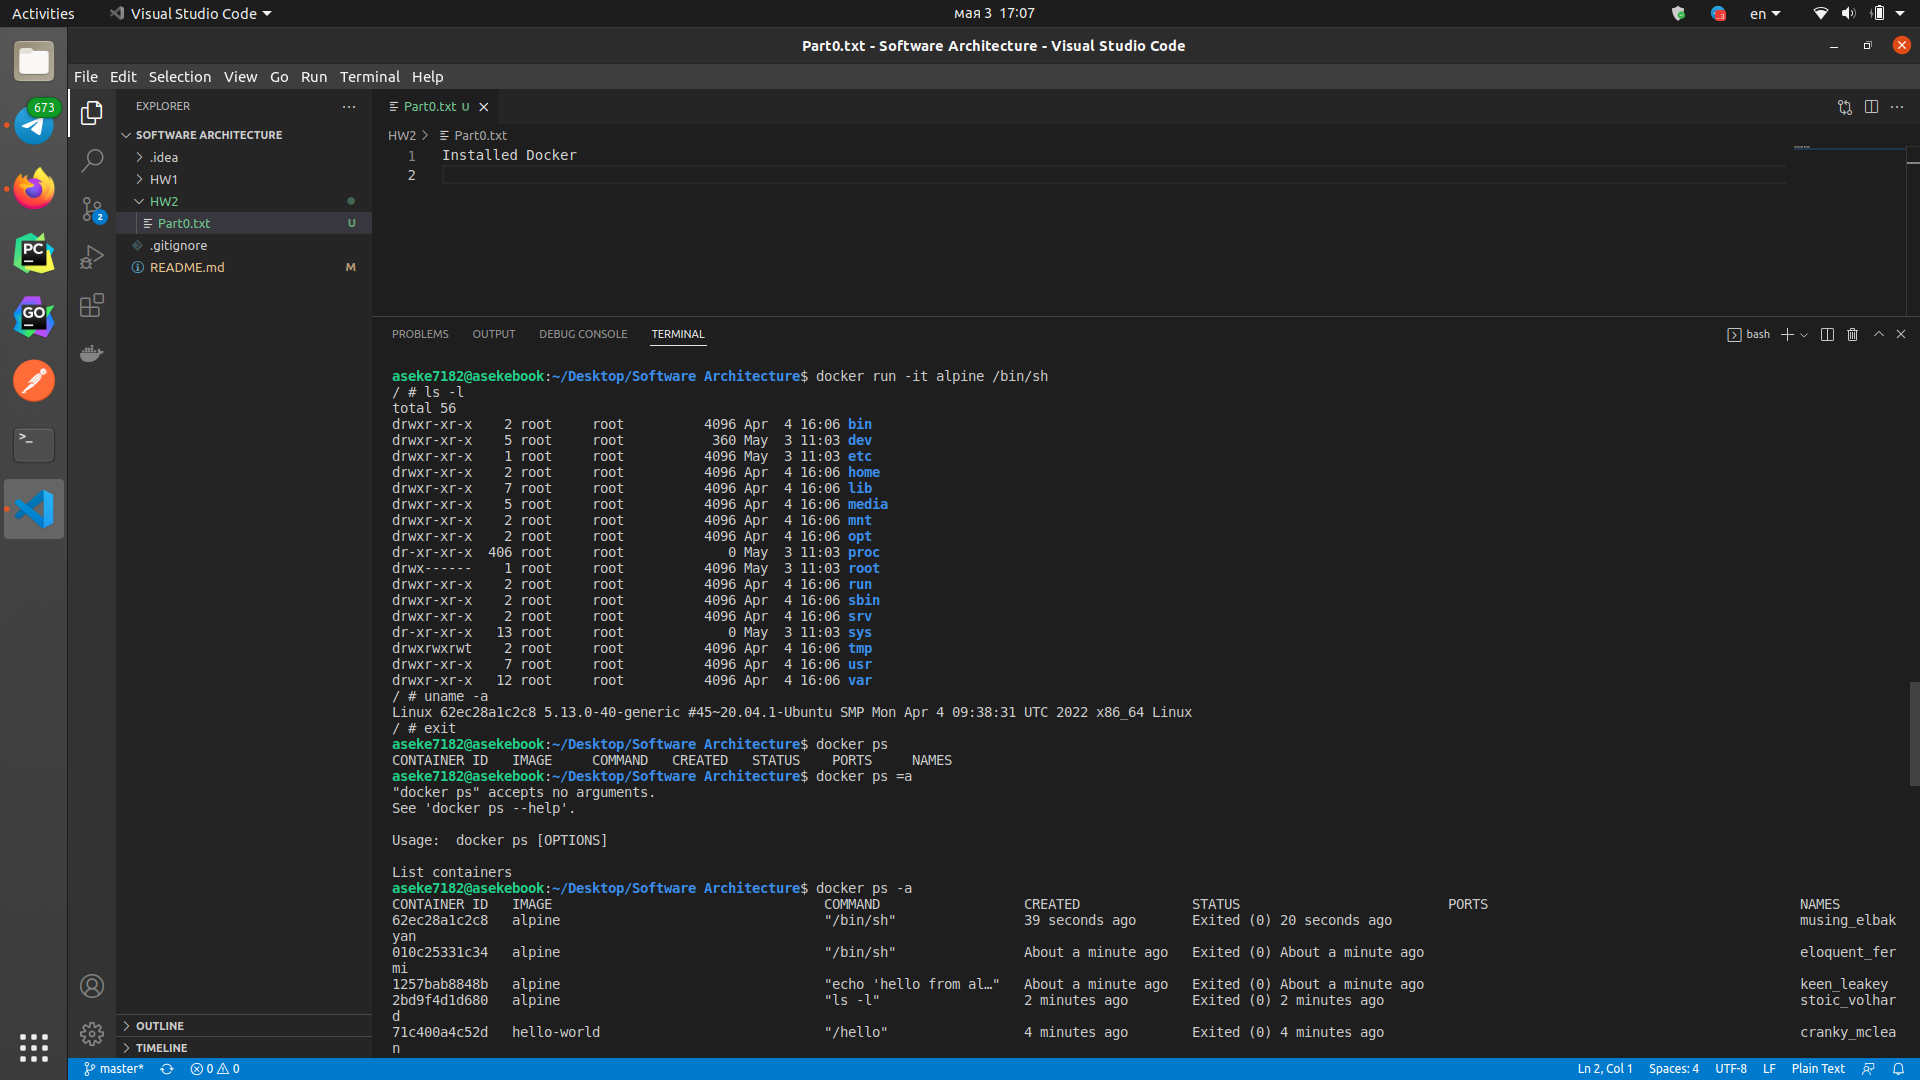 Activities Visual Studio Code мая 3 17:07 en
673
Part0.txt - Software Architecture - Visual Studio Code
File Edit Selection View Go Run Terminal Help
EXPLORER
SOFTWARE ARCHITECTURE
.idea
HW1
HW2
Part0.txt U
.gitignore
README.md M
OUTLINE
TIMELINE
2
PC
GO
>_
Part0.txt U
HW2 Part0.txt
1 Installed Docker
2
PROBLEMS OUTPUT DEBUG CONSOLE TERMINAL bash
aseke7182@asekebook:~/Desktop/Software Architecture$ docker run -it alpine /bin/sh
/ # ls -l
total 56
drwxr-xr-x    2 root     root          4096 Apr  4 16:06 bin
drwxr-xr-x    5 root     root           360 May  3 11:03 dev
drwxr-xr-x    1 root     root          4096 May  3 11:03 etc
drwxr-xr-x    2 root     root          4096 Apr  4 16:06 home
drwxr-xr-x    7 root     root          4096 Apr  4 16:06 lib
drwxr-xr-x    5 root     root          4096 Apr  4 16:06 media
drwxr-xr-x    2 root     root          4096 Apr  4 16:06 mnt
drwxr-xr-x    2 root     root          4096 Apr  4 16:06 opt
dr-xr-xr-x  406 root     root             0 May  3 11:03 proc
drwx------    1 root     root          4096 May  3 11:03 root
drwxr-xr-x    2 root     root          4096 Apr  4 16:06 run
drwxr-xr-x    2 root     root          4096 Apr  4 16:06 sbin
drwxr-xr-x    2 root     root          4096 Apr  4 16:06 srv
dr-xr-xr-x   13 root     root             0 May  3 11:03 sys
drwxrwxrwt    2 root     root          4096 Apr  4 16:06 tmp
drwxr-xr-x    7 root     root          4096 Apr  4 16:06 usr
drwxr-xr-x   12 root     root          4096 Apr  4 16:06 var
/ # uname -a
Linux 62ec28a1c2c8 5.13.0-40-generic #45~20.04.1-Ubuntu SMP Mon Apr 4 09:38:31 UTC 2022 x86_64 Linux
/ # exit
aseke7182@asekebook:~/Desktop/Software Architecture$ docker ps
CONTAINER ID   IMAGE     COMMAND   CREATED   STATUS    PORTS     NAMES
aseke7182@asekebook:~/Desktop/Software Architecture$ docker ps =a
"docker ps" accepts no arguments.
See 'docker ps --help'.
Usage:  docker ps [OPTIONS]
List containers
aseke7182@asekebook:~/Desktop/Software Architecture$ docker ps -a
CONTAINER ID   IMAGE   COMMAND   CREATED   STATUS   PORTS   NAMES
62ec28a1c2c8   alpine   "/bin/sh"   39 seconds ago   Exited (0) 20 seconds ago   musing_elbak
yan
010c25331c34   alpine   "/bin/sh"   About a minute ago   Exited (0) About a minute ago   eloquent_fer
mi
1257bab8848b   alpine   "echo 'hello from al…"   About a minute ago   Exited (0) About a minute ago   keen_leakey
2bd9f4d1d680   alpine   "ls -l"   2 minutes ago   Exited (0) 2 minutes ago   stoic_volhar
d
71c400a4c52d   hello-world   "/hello"   4 minutes ago   Exited (0) 4 minutes ago   cranky_mclea
n
master* 0 0 Ln 2, Col 1 Spaces: 4 UTF-8 LF Plain Text